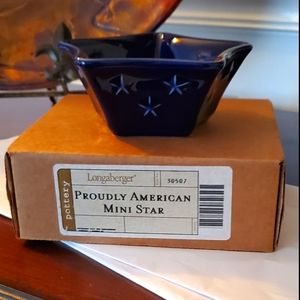 pottery
Longaberger®
30507
PROUDLY AMERICAN
MINI STAR